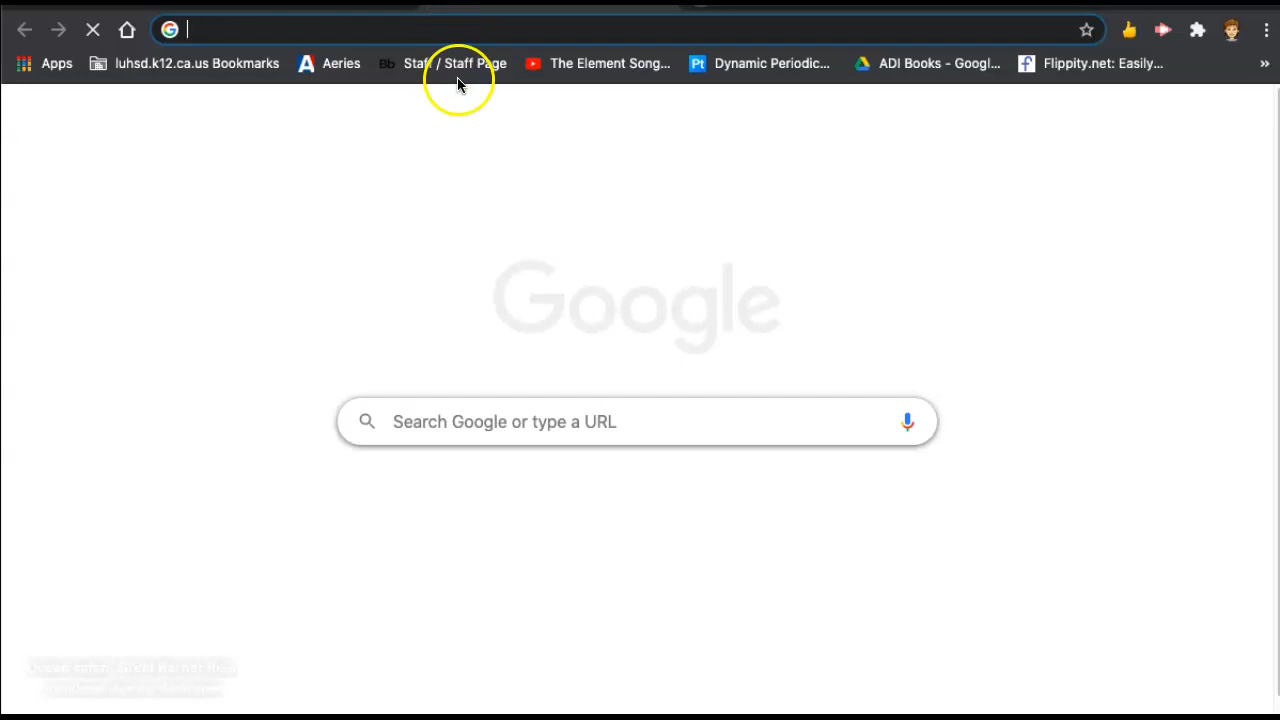 Apps luhsd.k12.ca.us Bookmarks Aeries Bb Staff / Staff Page The Element Song... Dynamic Periodic... ADI Books - Googl... Flippity.net: Easily... »
Google
Search Google or type a URL